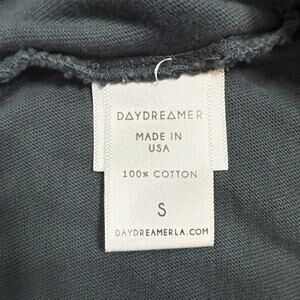 DAYDREAMER
MADE IN
USA
100% COTTON
S
DAYDREAMERLA.COM